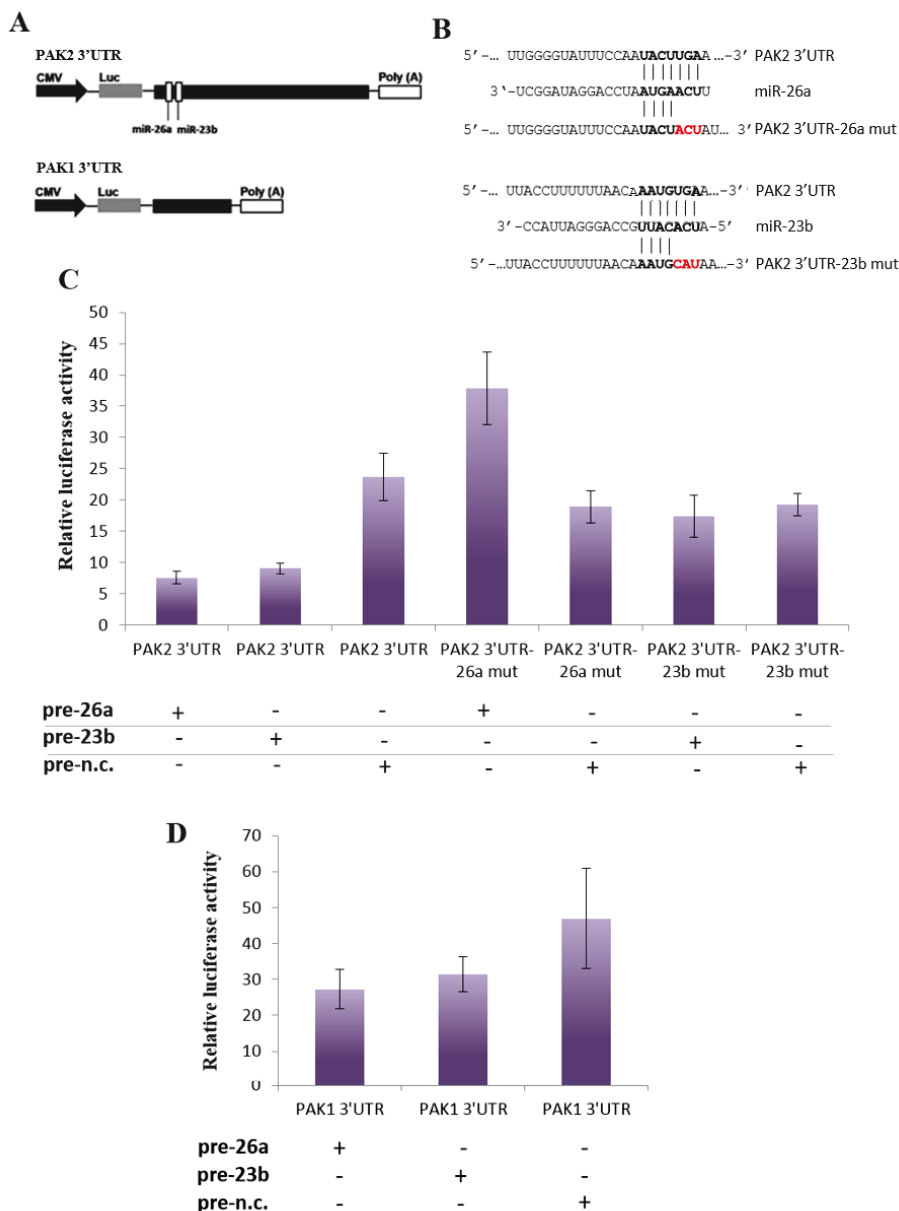 A
PAK2 3'UTR
CMV Luc Poly (A)
miR-26a miR-23b
PAK1 3'UTR
CMV Luc Poly (A)
B
5'-… UUGGGGUAUUUCCAAUACUUGAA…-3' PAK2 3'UTR
3'-UCGGAUAGGACCUAAUGAACUU miR-26a
5'-… UUGGGGUAUUUCCAAUACUACUAU… 3' PAK2 3'UTR-26a mut
5'-… UUACCUUUUUUAACAAAUGUGAA…-3' PAK2 3'UTR
3'-CCAUUAGGGACCGUUACACUA-5' miR-23b
5'-…UUACCUUUUUUAACAAAUGCAUAA…-3' PAK2 3'UTR-23b mut
C
Relative luciferase activity
50
45
40
35
30
25
20
15
10
5
0
PAK2 3'UTR PAK2 3'UTR PAK2 3'UTR PAK2 3'UTR- PAK2 3'UTR- PAK2 3'UTR- PAK2 3'UTR-
26a mut 26a mut 23b mut 23b mut
pre-26a + - - + - - -
pre-23b - + - - - + -
pre-n.c. - - + - + - +
D
Relative luciferase activity
70
60
50
40
30
20
10
0
PAK1 3'UTR PAK1 3'UTR PAK1 3'UTR
pre-26a + - -
pre-23b - + -
pre-n.c. - - +